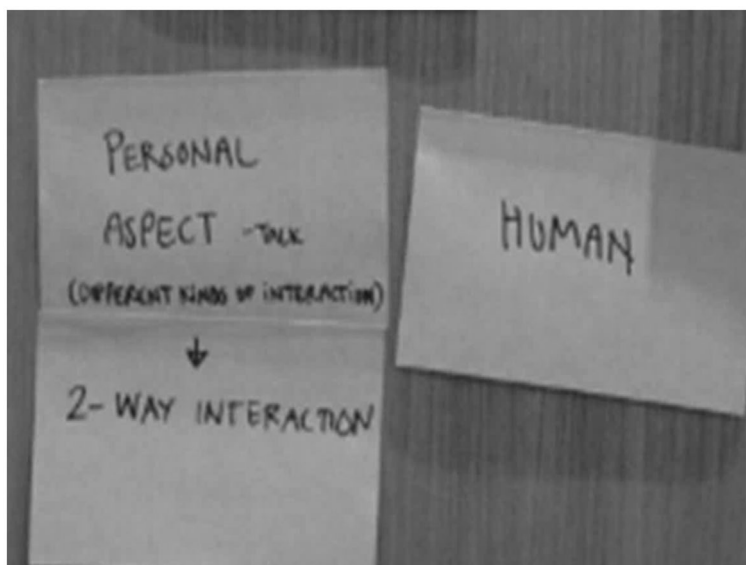 PERSONAL
ASPECT - TALK
(DIFFERENT KINDS OF INTERACTION)
↓
2- WAY INTERACTION
HUMAN